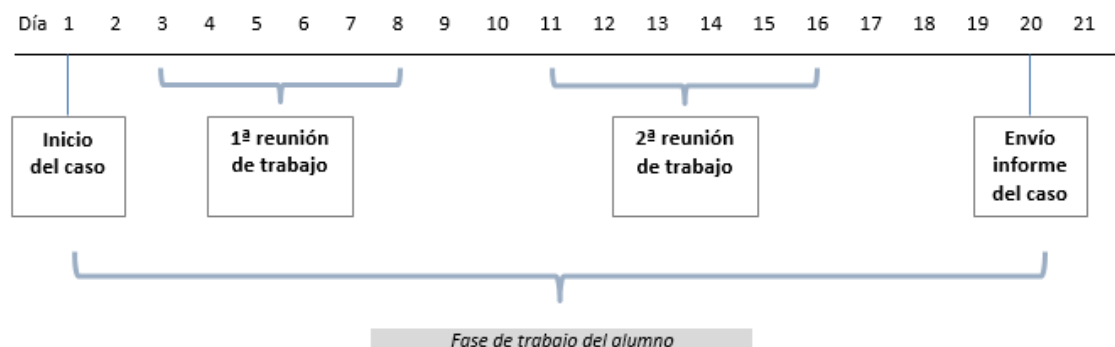 Día 1 2 3 4 5 6 7 8 9 10 11 12 13 14 15 16 17 18 19 20 21
Inicio
del caso
1ª reunión
de trabajo
2ª reunión
de trabajo
Envío
informe
del caso
Fase de trabajo del alumno